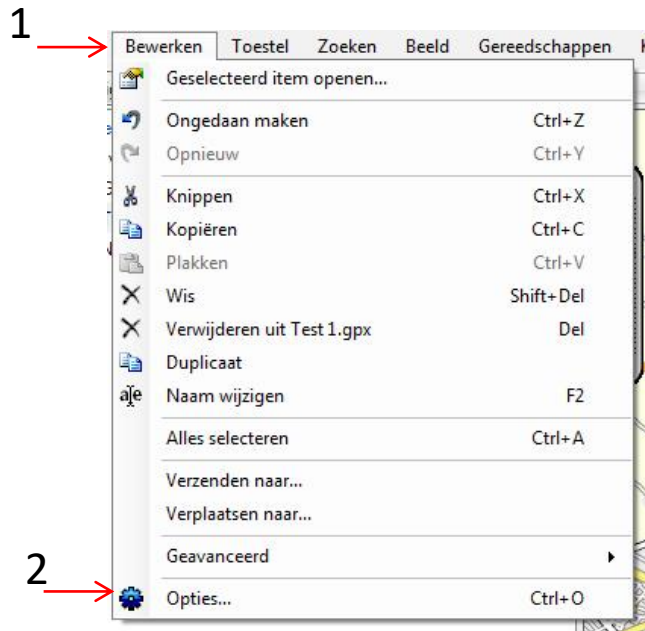 1
Bewerken Toestel Zoeken Beeld Gereedschappen
Geselecteerd item openen...
Ongedaan maken Ctrl+Z
Opnieuw Ctrl+Y
Knippen Ctrl+X
Kopiëren Ctrl+C
Plakken Ctrl+V
Wis Shift+Del
Verwijderen uit Test 1.gpx Del
Duplicaat
a|e Naam wijzigen F2
Alles selecteren Ctrl+A
Verzenden naar...
Verplaatsen naar...
Geavanceerd
2
Opties... Ctrl+O